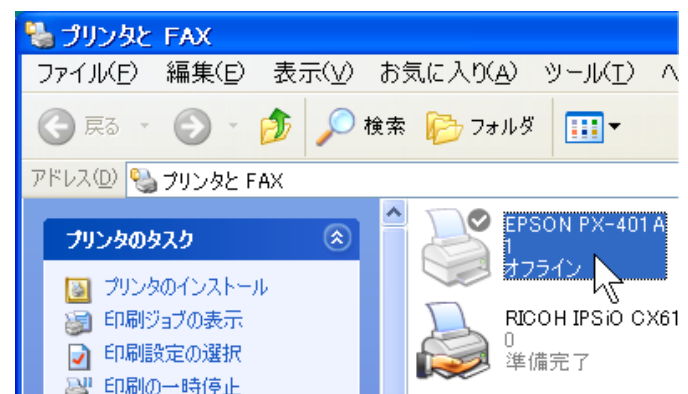 プリンタと FAX
ファイル(F) 編集(E) 表示(V) お気に入り(A) ツール(T) ヘ
戻る 検索 フォルダ
アドレス(D) プリンタと FAX
プリンタのタスク
プリンタのインストール
印刷ジョブの表示
印刷設定の選択
印刷の一時停止
EPSON PX-401A
1
オフライン
RICOH IPSiO CX61
0
準備完了